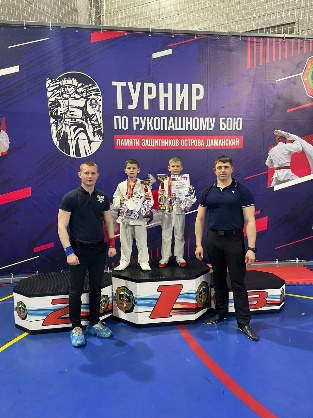 ТУРНИР
ПО РУКОПАШНОМУ БОЮ
ПАМЯТИ ЗАЩИТНИКОВ ОСТРОВА ДАМАНСКИЙ
2
1
3